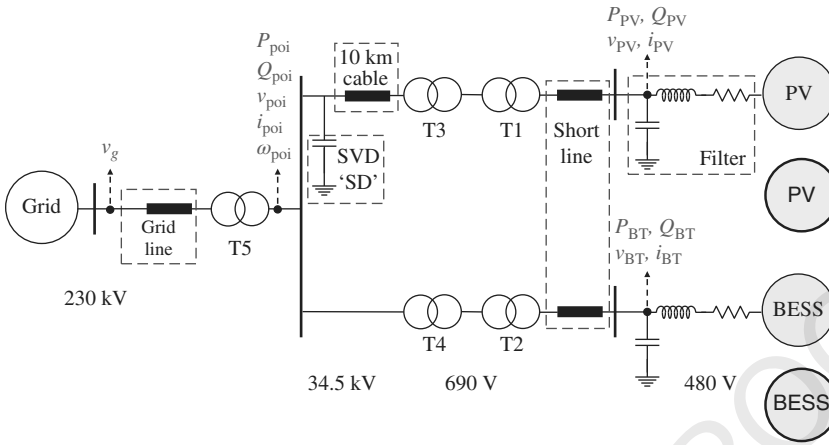 P_PV, Q_PV
v_PV, i_PV
P_poi
Q_poi
v_poi
i_poi
ω_poi
10 km
cable
PV
T3
T1
Short
line
Filter
SVD
'SD'
v_g
Grid
Grid
line
T5
PV
P_BT, Q_BT
v_BT, i_BT
230 kV
BESS
T4
T2
34.5 kV
690 V
480 V
BESS